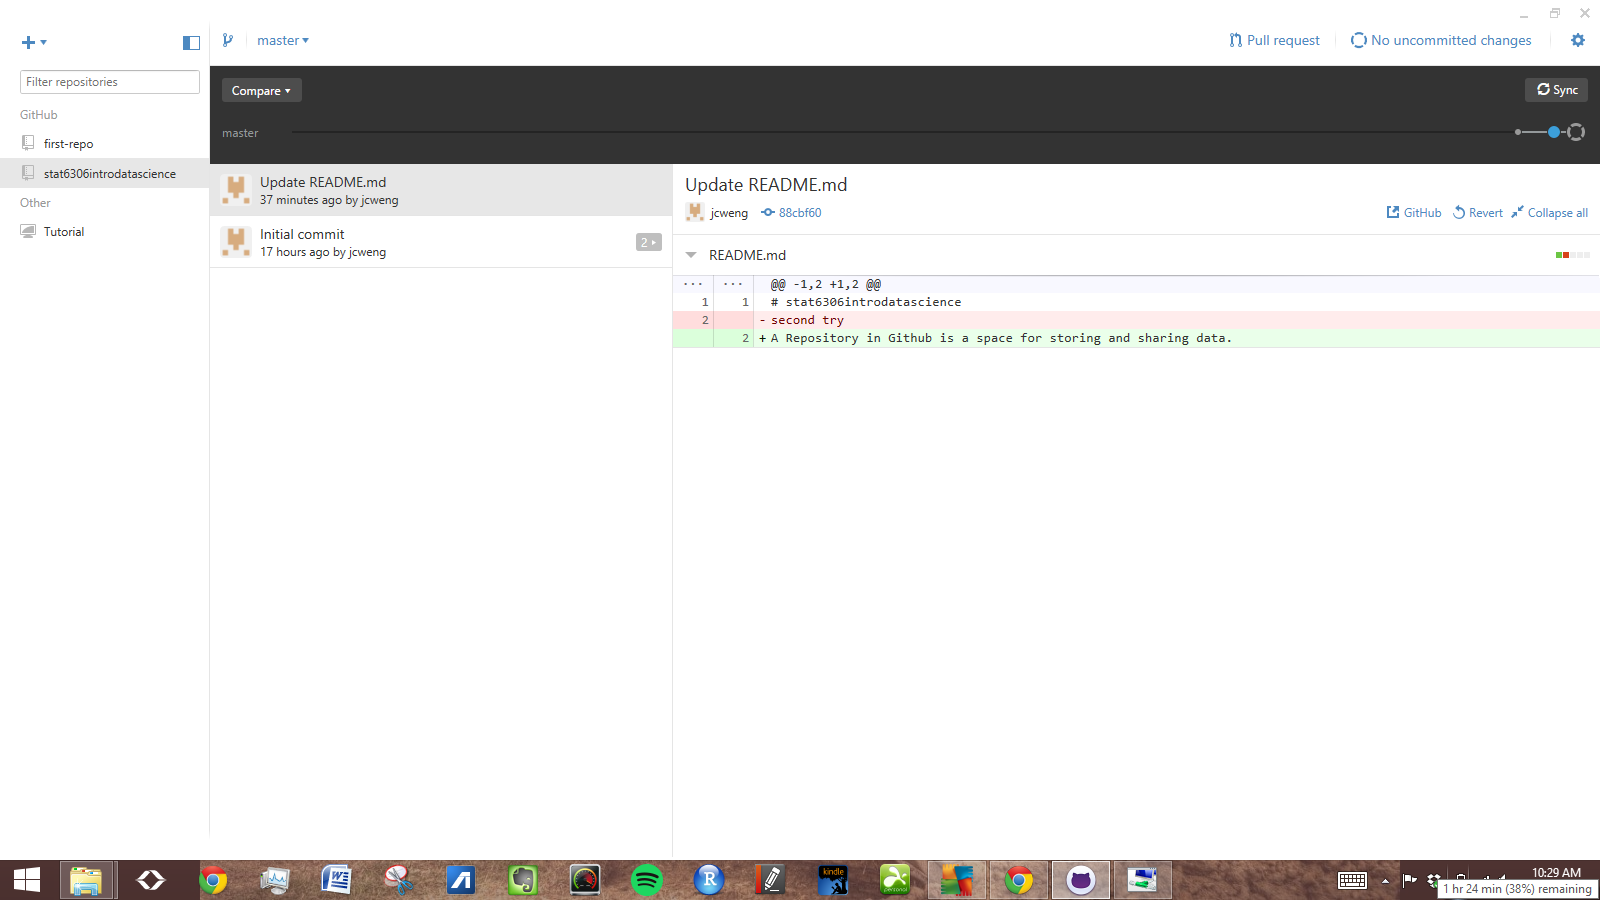 master
Pull request
No uncommitted changes
Filter repositories
GitHub
first-repo
stat6306introdatascience
Other
Tutorial
Compare
Sync
master
Update README.md
37 minutes ago by jcweng
Initial commit
17 hours ago by jcweng
2
Update README.md
jcweng
88cbf60
GitHub
Revert
Collapse all
README.md
... ... @@ -1,2 +1,2 @@
1 1 # stat6306introdatascience
2 - second try
2 + A Repository in Github is a space for storing and sharing data.
W
R
kindle
personal
10:29 AM
1 hr 24 min (38%) remaining